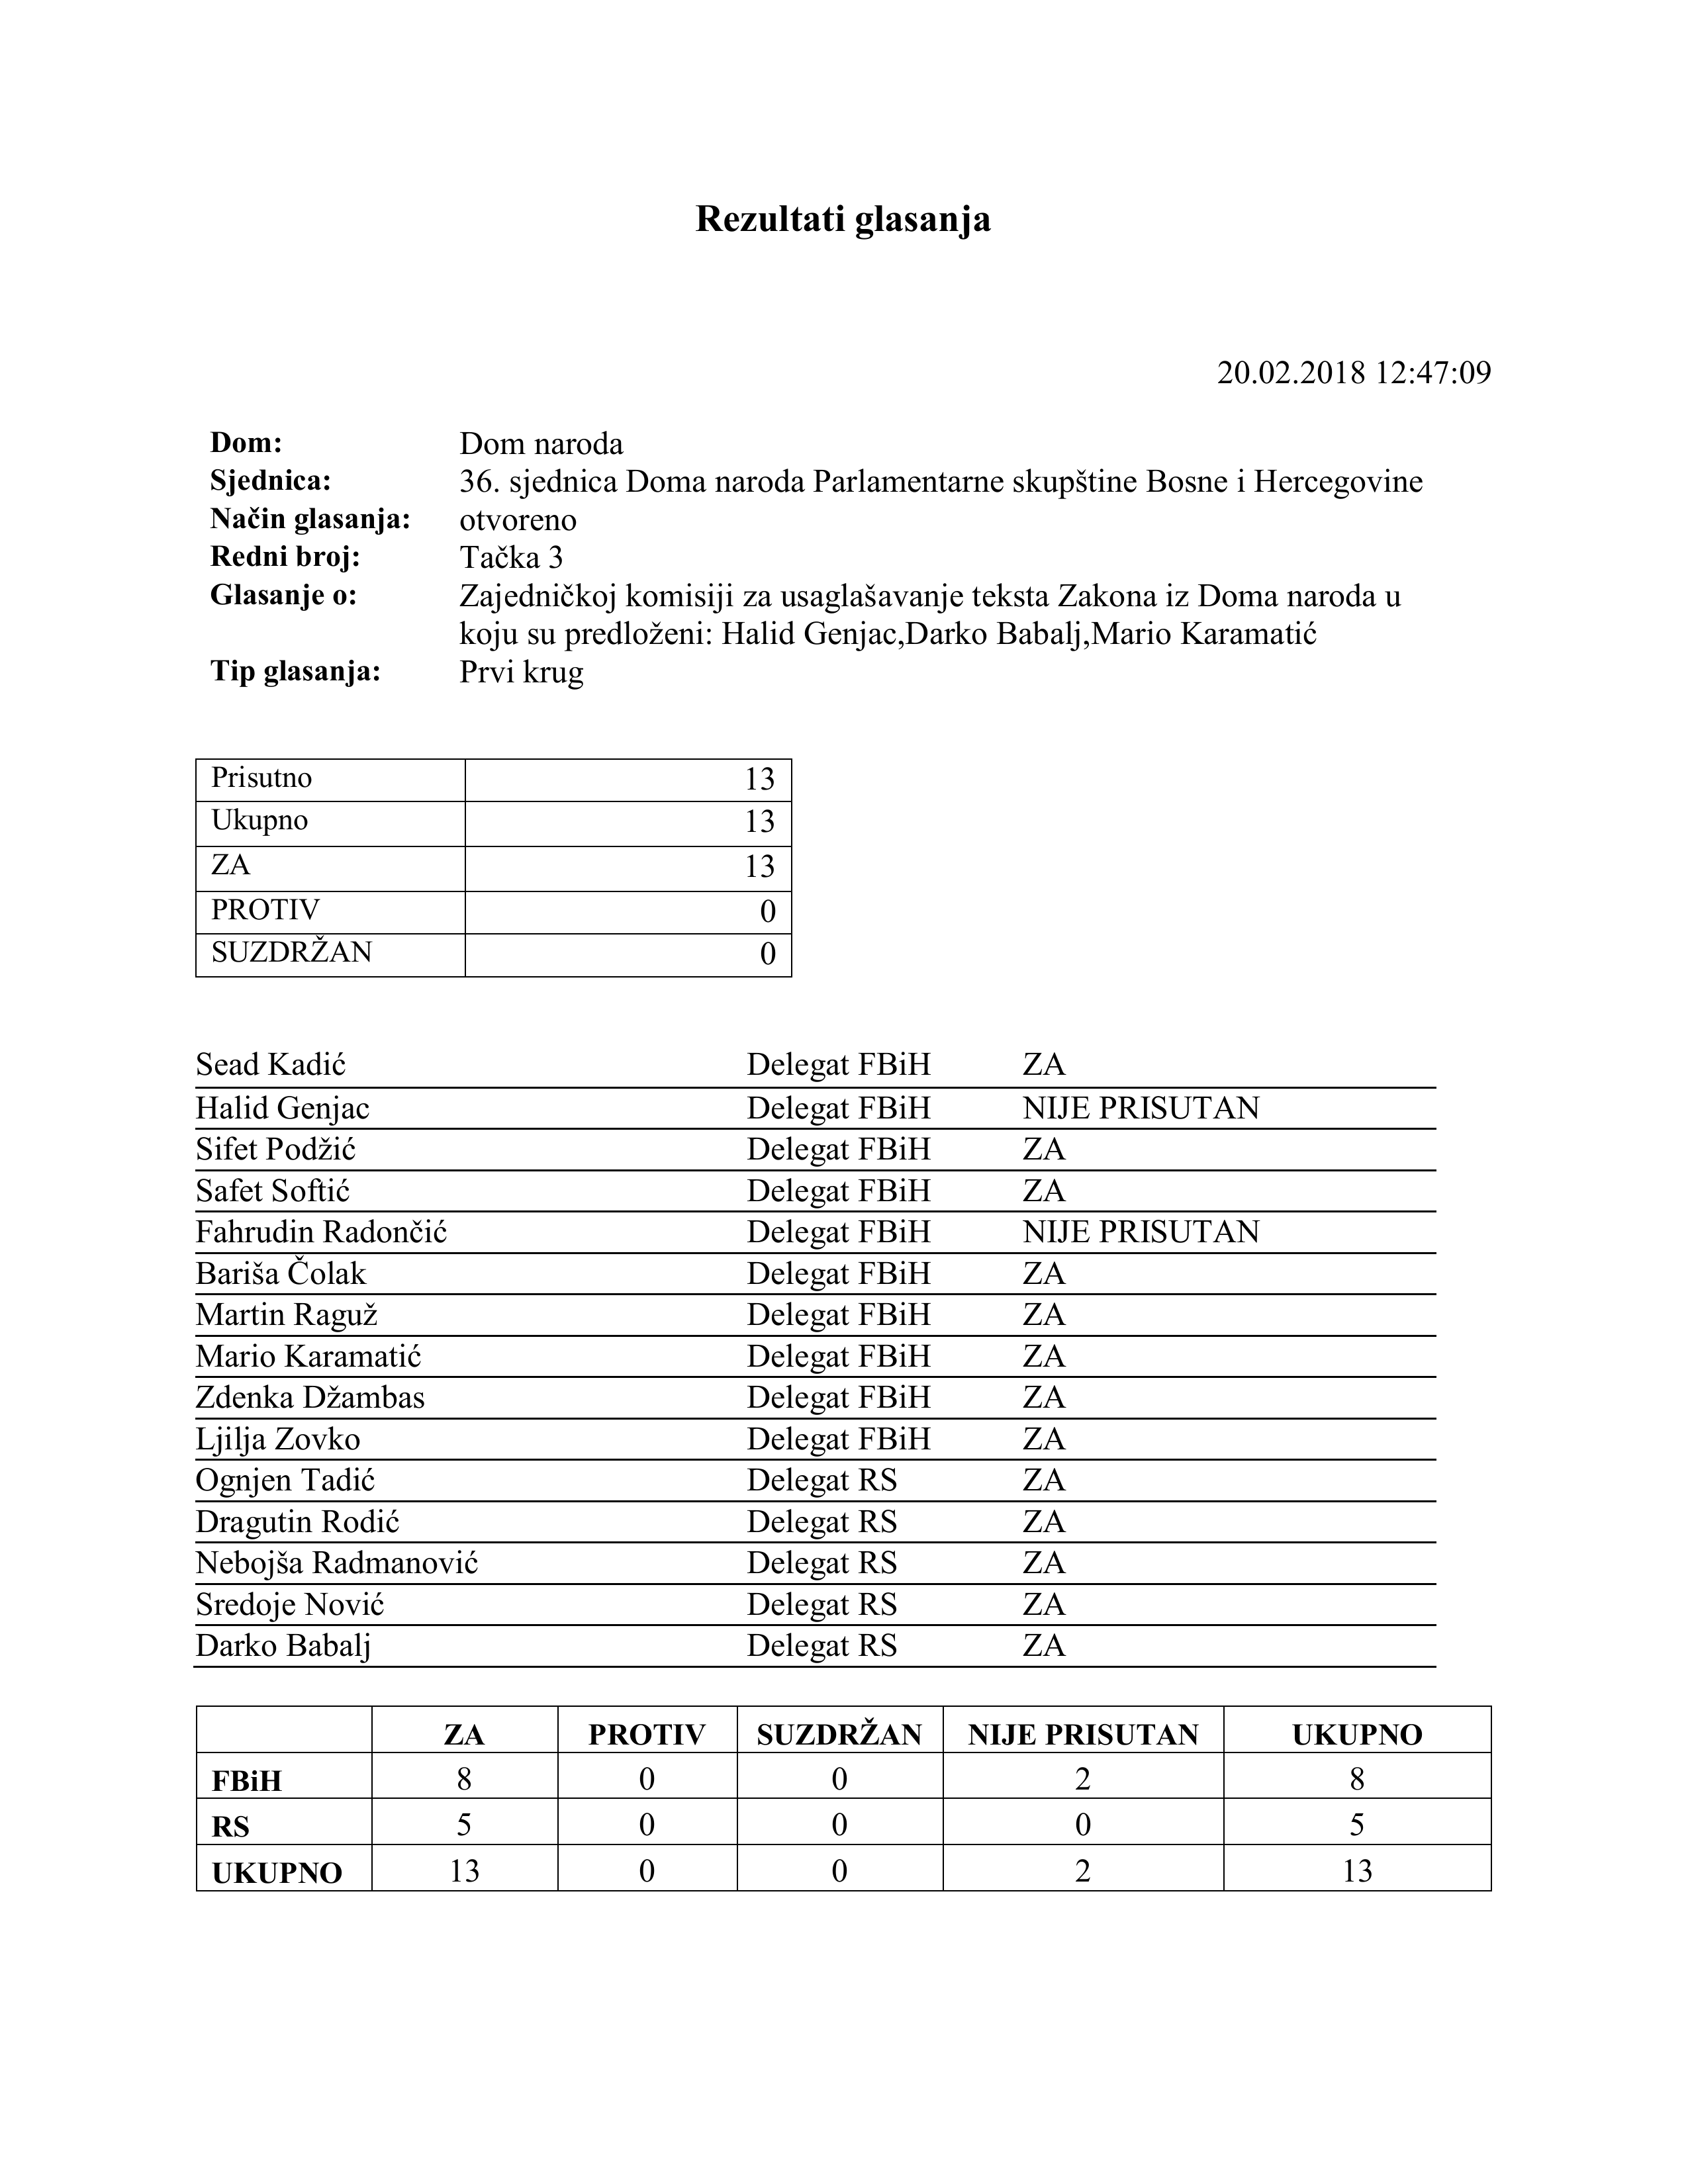 Rezultati glasanja
20.02.2018 12:47:09
Dom: Dom naroda
Sjednica: 36. sjednica Doma naroda Parlamentarne skupštine Bosne i Hercegovine
Način glasanja: otvoreno
Redni broj: Tačka 3
Glasanje o: Zajedničkoj komisiji za usaglašavanje teksta Zakona iz Doma naroda u
koju su predloženi: Halid Genjac,Darko Babalj,Mario Karamatić
Tip glasanja: Prvi krug
Prisutno 13
Ukupno 13
ZA 13
PROTIV 0
SUZDRŽAN 0
Sead Kadić Delegat FBiH ZA
Halid Genjac Delegat FBiH NIJE PRISUTAN
Sifet Podžić Delegat FBiH ZA
Safet Softić Delegat FBiH ZA
Fahrudin Radončić Delegat FBiH NIJE PRISUTAN
Bariša Čolak Delegat FBiH ZA
Martin Raguž Delegat FBiH ZA
Mario Karamatić Delegat FBiH ZA
Zdenka Džambas Delegat FBiH ZA
Ljilja Zovko Delegat FBiH ZA
Ognjen Tadić Delegat RS ZA
Dragutin Rodić Delegat RS ZA
Nebojša Radmanović Delegat RS ZA
Sredoje Nović Delegat RS ZA
Darko Babalj Delegat RS ZA
ZA PROTIV SUZDRŽAN NIJE PRISUTAN UKUPNO
FBiH 8 0 0 2 8
RS 5 0 0 0 5
UKUPNO 13 0 0 2 13